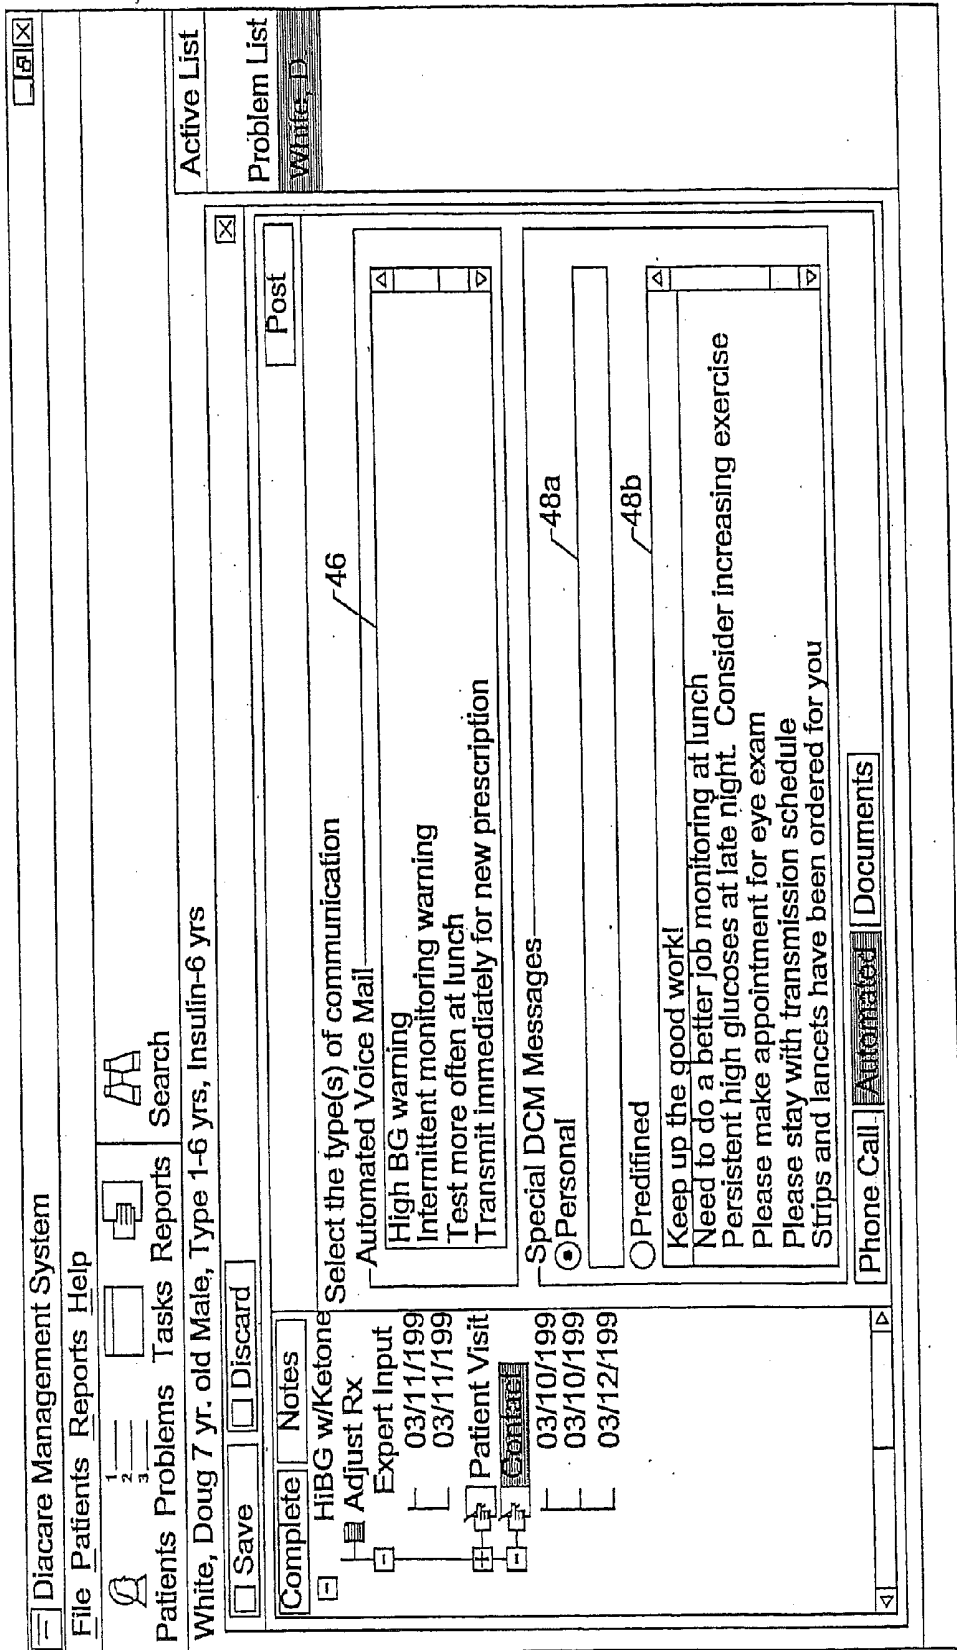 Diacare Management System
File Patients Reports Help
Patients Problems Tasks Reports Search
1
2
3
Active List
Problem List
White, D.
White, Doug 7 yr. old Male, Type 1-6 yrs, Insulin-6 yrs
Save Discard
Complete Notes
HiBG w/Ketone
Adjust Rx
Expert Input
03/11/199
03/11/199
Patient Visit
Contact
03/10/199
03/10/199
03/12/199
Post
Select the type(s) of communication
Automated Voice Mail
46
High BG warning
Intermittent monitoring warning
Test more often at lunch
Transmit immediately for new prescription
Special DCM Messages
48a
Personal
48b
Predifined
Keep up the good work!
Need to do a better job monitoring at lunch
Persistent high glucoses at late night. Consider increasing exercise
Please make appointment for eye exam
Please stay with transmission schedule
Strips and lancets have been ordered for you
Phone Call Automated Documents